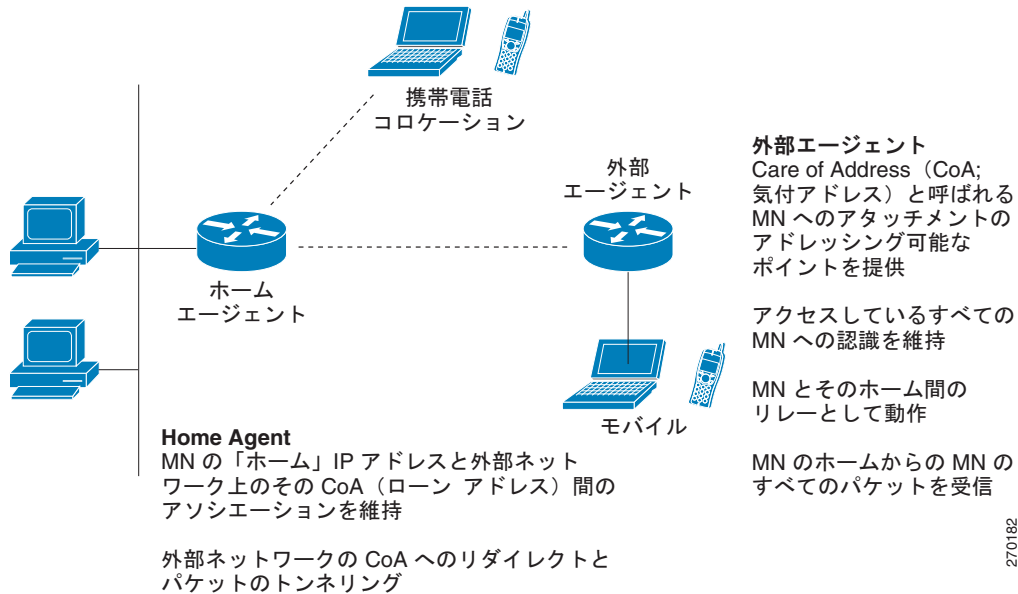 携帯電話
コロケーション
外部
エージェント
ホーム
エージェント
モバイル
外部エージェント
Care of Address（CoA;
気付アドレス）と呼ばれる
MN へのアタッチメントの
アドレッシング可能な
ポイントを提供
アクセスしているすべての
MN への認識を維持
MN とそのホーム間の
リレーとして動作
MN のホームからの MN の
すべてのパケットを受信
Home Agent
MN の「ホーム」IP アドレスと外部ネット
ワーク上のその CoA（ローン アドレス）間の
アソシエーションを維持
外部ネットワークの CoA へのリダイレクトと
パケットのトンネリング
270182